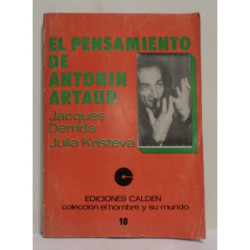 EL PENSAMIENTO
DE
ANTONIN
ARTAUD
Jacques
Derrida
Julia Kristeva
EDICIONES CALDEN
colección el hombre y su mundo
18